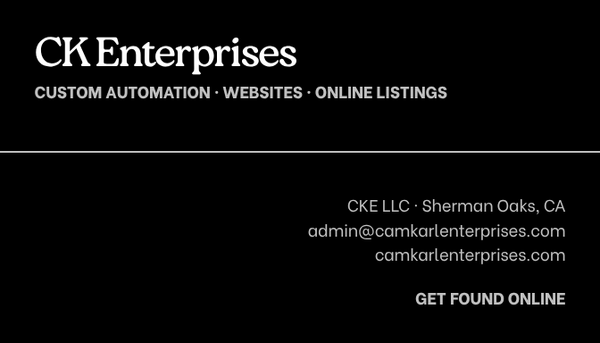 CK Enterprises
CUSTOM AUTOMATION · WEBSITES · ONLINE LISTINGS
CKE LLC · Sherman Oaks, CA
admin@camkarlenterprises.com
camkarlenterprises.com
GET FOUND ONLINE